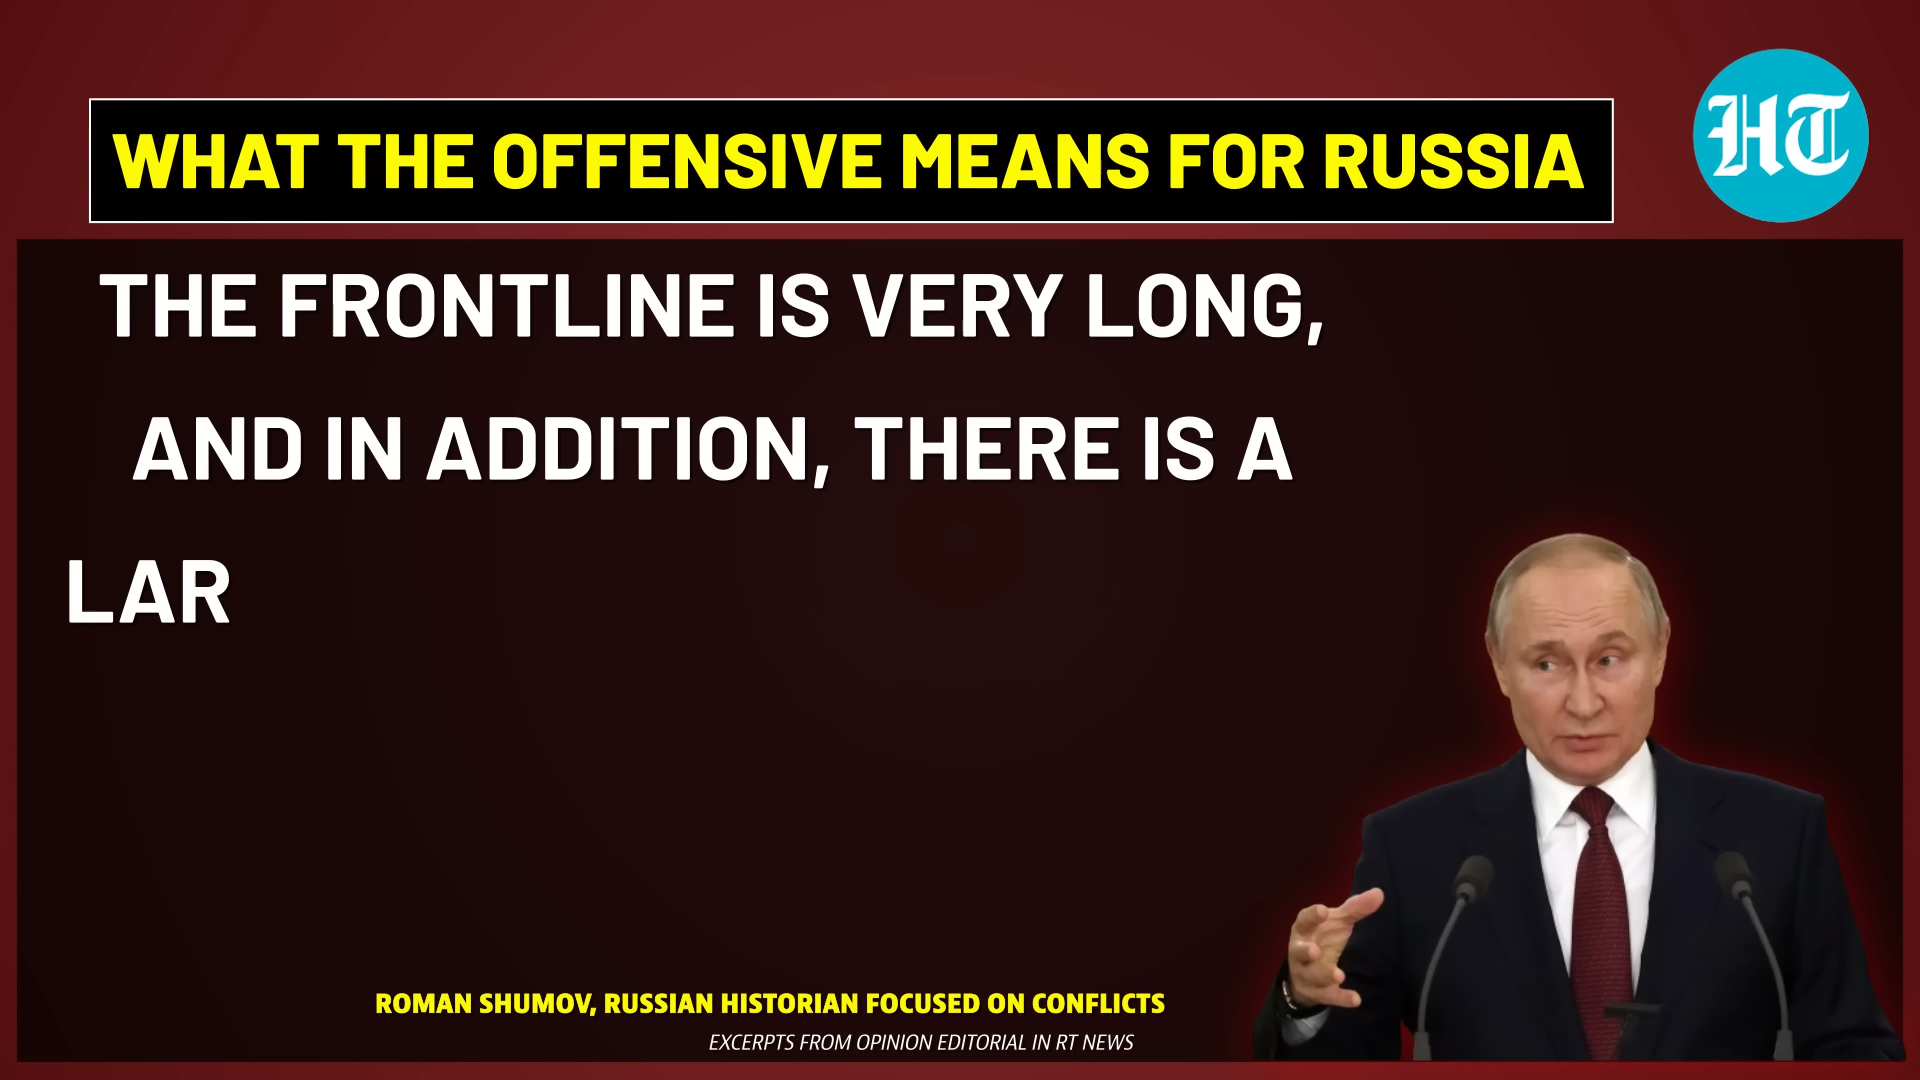 WHAT THE OFFENSIVE MEANS FOR RUSSIA
HT
THE FRONTLINE IS VERY LONG,
AND IN ADDITION, THERE IS A
LAR
ROMAN SHUMOV, RUSSIAN HISTORIAN FOCUSED ON CONFLICTS
EXCERPTS FROM OPINION EDITORIAL IN RT NEWS